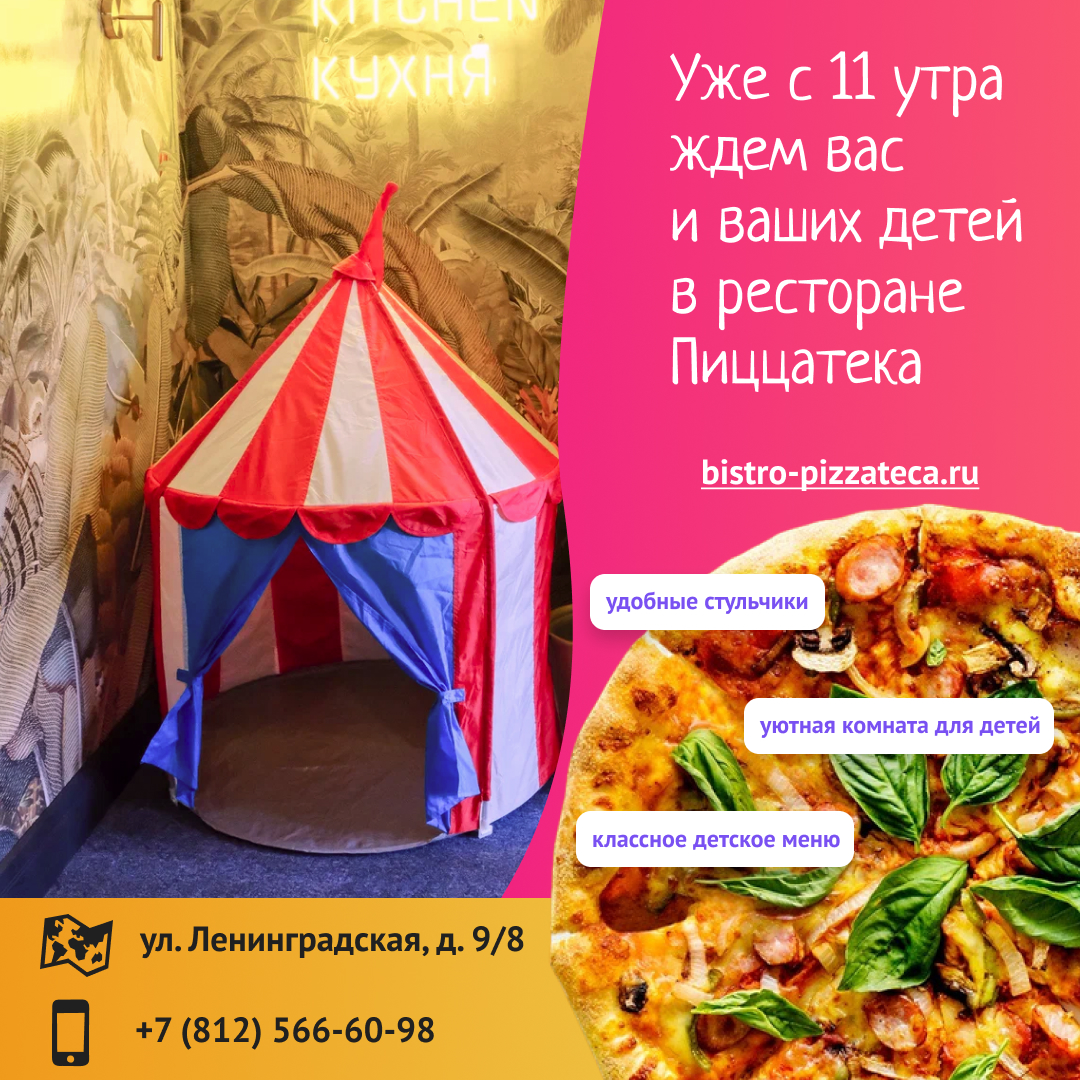 KITCHEN
КУХНЯ
Уже с 11 утра
ждем вас
и ваших детей
в ресторане
Пиццатека
bistro-pizzateca.ru
удобные стульчики
уютная комната для детей
классное детское меню
ул. Ленинградская, д. 9/8
+7 (812) 566-60-98